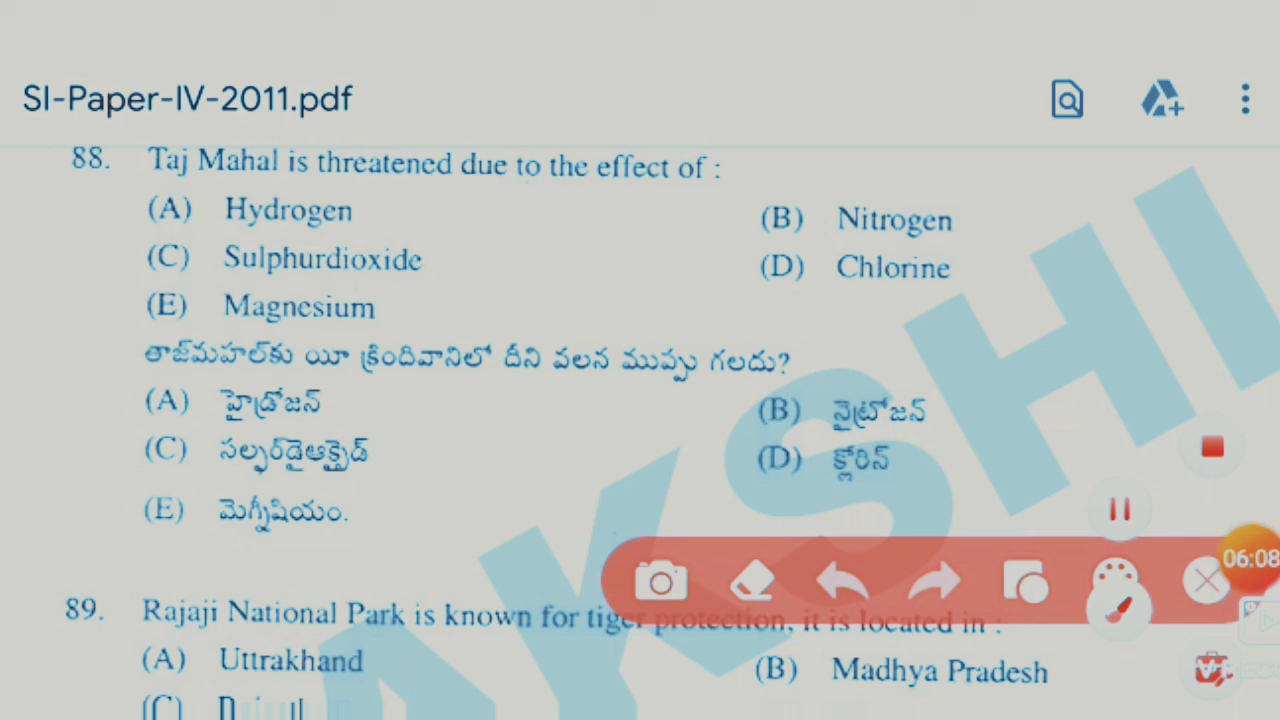 SI-Paper-IV-2011.pdf
88. Taj Mahal is threatened due to the effect of :
(A) Hydrogen (B) Nitrogen
(C) Sulphurdioxide (D) Chlorine
(E) Magnesium
తాజ్‌మహల్‌కు యీ క్రిందివానిలో దీని వలన ముప్పు గలదు?
(A) హైడ్రోజన్ (B) నైట్రోజన్
(C) సల్ఫర్‌డైఆక్సైడ్ (D) క్లోరిన్
(E) మెగ్నీషియం.
06:08
89. Rajaji National Park is known for tiger protection, it is located in :
(A) Uttrakhand (B) Madhya Pradesh
(C)
AKSHI